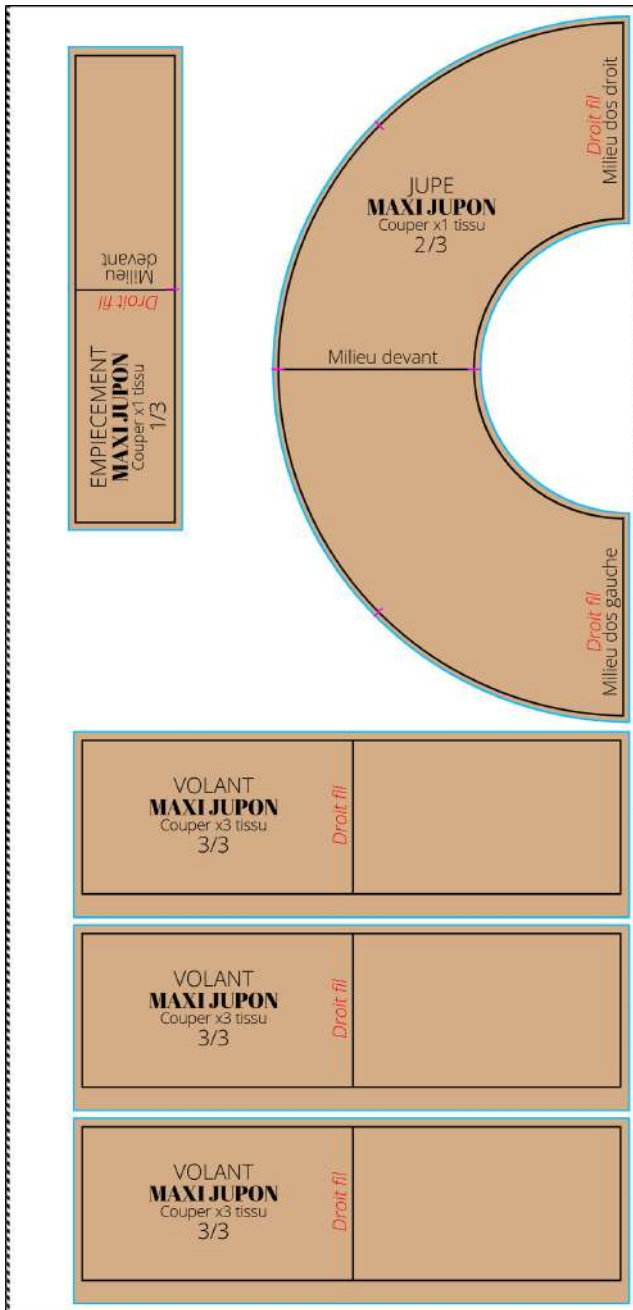 Milieu
devant
Droit fil
EMPIECEMENT
MAXI JUPON
Couper x1 tissu
1/3
JUPE
MAXI JUPON
Couper x1 tissu
2/3
Droit fil
Milieu dos droit
Milieu devant
Droit fil
Milieu dos gauche
VOLANT
MAXI JUPON
Couper x3 tissu
3/3
Droit fil
VOLANT
MAXI JUPON
Couper x3 tissu
3/3
Droit fil
VOLANT
MAXI JUPON
Couper x3 tissu
3/3
Droit fil